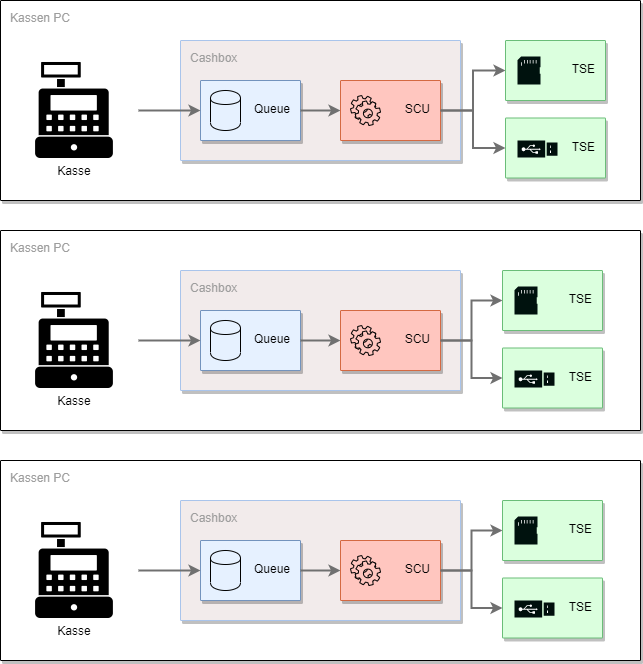 Kassen PC
Cashbox
TSE
Queue
SCU
TSE
Kasse
Kassen PC
Cashbox
TSE
Queue
SCU
TSE
Kasse
Kassen PC
Cashbox
TSE
Queue
SCU
TSE
Kasse